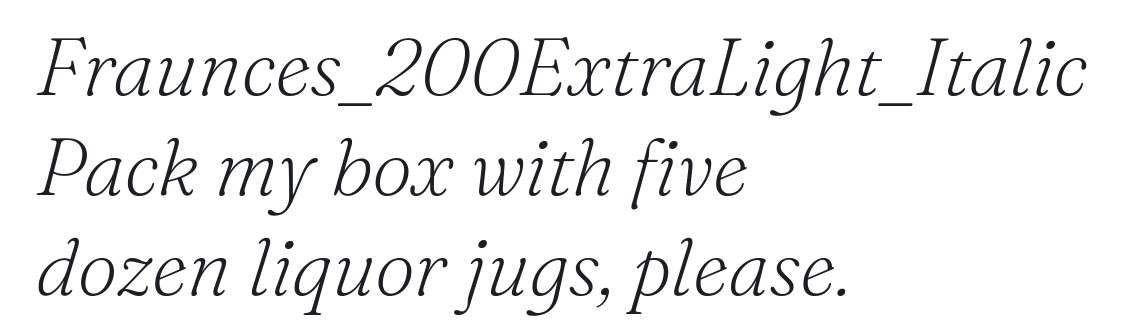 Fraunces_200ExtraLight_Italic
Pack my box with five
dozen liquor jugs, please.